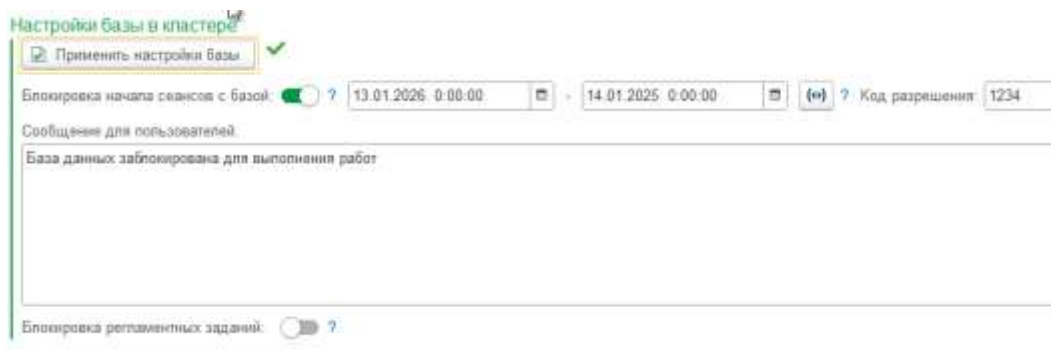 Настройки базы в кластере
Применить настройки базы
Блокировка начала сеансов с базой: ? 13.01.2026 0:00:00 - 14.01.2025 0:00:00 ? Код разрешения: 1234
Сообщение для пользователей:
База данных заблокирована для выполнения работ
Блокировка регламентных заданий: ?